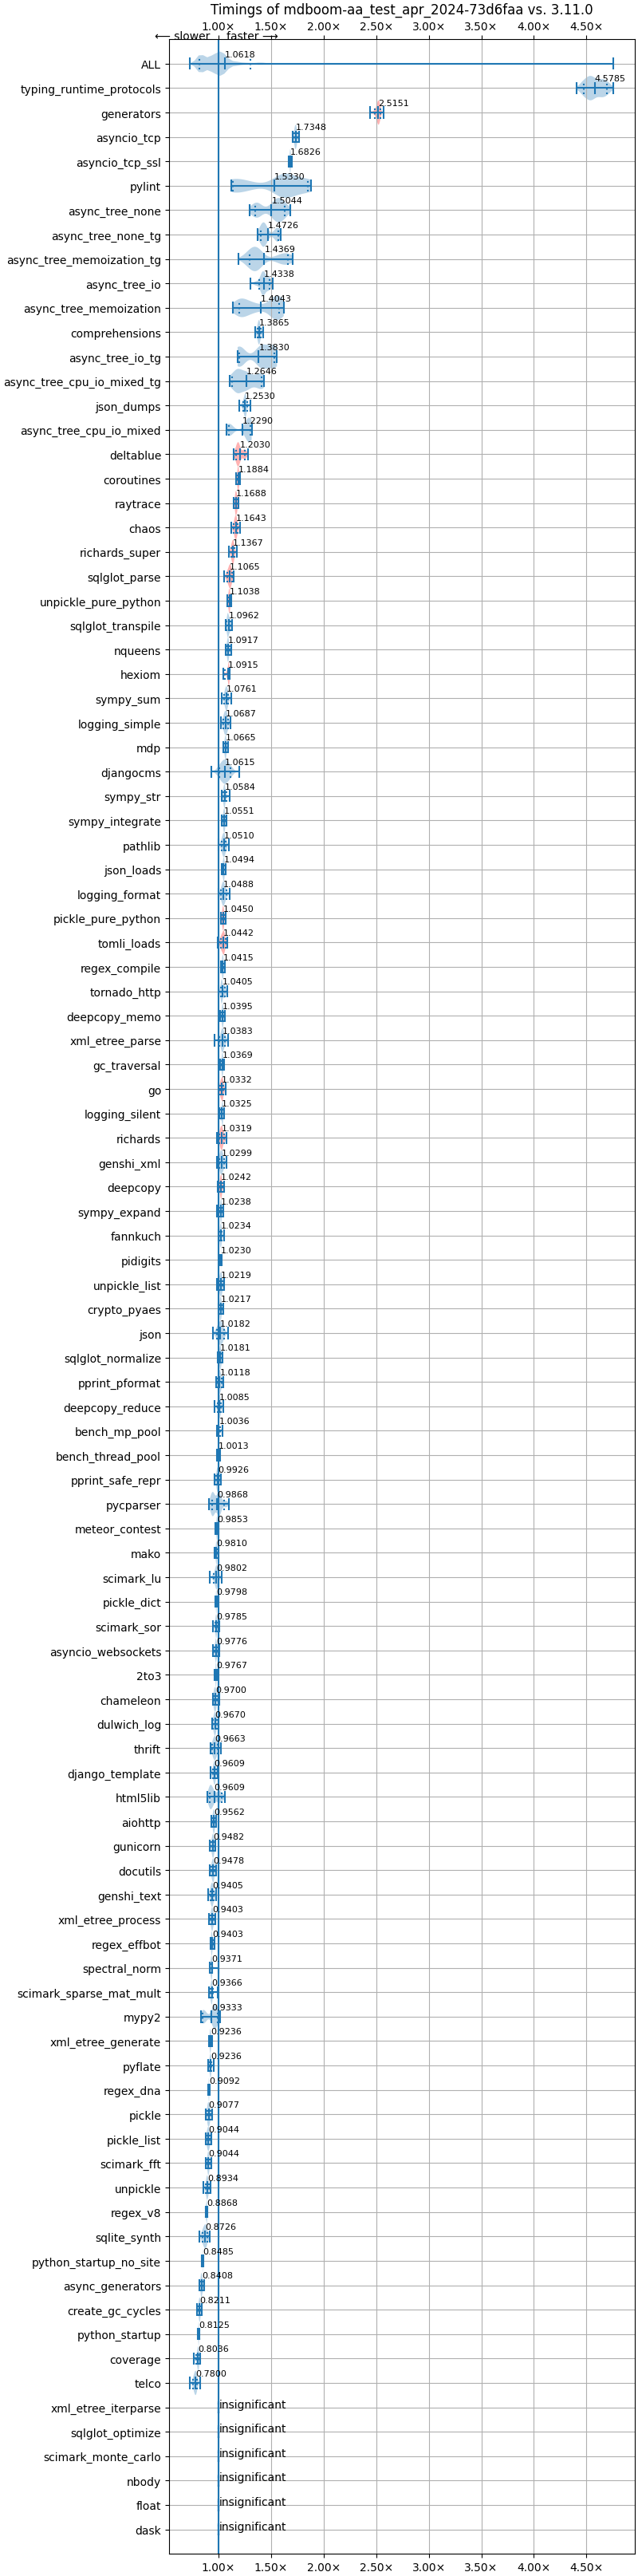 Timings of mdboom-aa_test_apr_2024-73d6faa vs. 3.11.0
1.00× 1.50× 2.00× 2.50× 3.00× 3.50× 4.00× 4.50×
⟵ slower faster ⟶
ALL 1.0618
typing_runtime_protocols 4.5785
generators 2.5151
asyncio_tcp 1.7348
asyncio_tcp_ssl 1.6826
pylint 1.5330
async_tree_none 1.5044
async_tree_none_tg 1.4726
async_tree_memoization_tg 1.4369
async_tree_io 1.4338
async_tree_memoization 1.4043
comprehensions 1.3865
async_tree_io_tg 1.3830
async_tree_cpu_io_mixed_tg 1.2646
json_dumps 1.2530
async_tree_cpu_io_mixed 1.2290
deltablue 1.2030
coroutines 1.1884
raytrace 1.1688
chaos 1.1643
richards_super 1.1367
sqlglot_parse 1.1065
unpickle_pure_python 1.1038
sqlglot_transpile 1.0962
nqueens 1.0917
hexiom 1.0915
sympy_sum 1.0761
logging_simple 1.0687
mdp 1.0665
djangocms 1.0615
sympy_str 1.0584
sympy_integrate 1.0551
pathlib 1.0510
json_loads 1.0494
logging_format 1.0488
pickle_pure_python 1.0450
tomli_loads 1.0442
regex_compile 1.0415
tornado_http 1.0405
deepcopy_memo 1.0395
xml_etree_parse 1.0383
gc_traversal 1.0369
go 1.0332
logging_silent 1.0325
richards 1.0319
genshi_xml 1.0299
deepcopy 1.0242
sympy_expand 1.0238
fannkuch 1.0234
pidigits 1.0230
unpickle_list 1.0219
crypto_pyaes 1.0217
json 1.0182
sqlglot_normalize 1.0181
pprint_pformat 1.0118
deepcopy_reduce 1.0085
bench_mp_pool 1.0036
bench_thread_pool 1.0013
pprint_safe_repr 0.9926
pycparser 0.9868
meteor_contest 0.9853
mako 0.9810
scimark_lu 0.9802
pickle_dict 0.9798
scimark_sor 0.9785
asyncio_websockets 0.9776
2to3 0.9767
chameleon 0.9700
dulwich_log 0.9670
thrift 0.9663
django_template 0.9609
html5lib 0.9609
aiohttp 0.9562
gunicorn 0.9482
docutils 0.9478
genshi_text 0.9405
xml_etree_process 0.9403
regex_effbot 0.9403
spectral_norm 0.9371
scimark_sparse_mat_mult 0.9366
mypy2 0.9333
xml_etree_generate 0.9236
pyflate 0.9236
regex_dna 0.9092
pickle 0.9077
pickle_list 0.9044
scimark_fft 0.9044
unpickle 0.8934
regex_v8 0.8868
sqlite_synth 0.8726
python_startup_no_site 0.8485
async_generators 0.8408
create_gc_cycles 0.8211
python_startup 0.8125
coverage 0.8036
telco 0.7800
xml_etree_iterparse insignificant
sqlglot_optimize insignificant
scimark_monte_carlo insignificant
nbody insignificant
float insignificant
dask insignificant
1.00× 1.50× 2.00× 2.50× 3.00× 3.50× 4.00× 4.50×